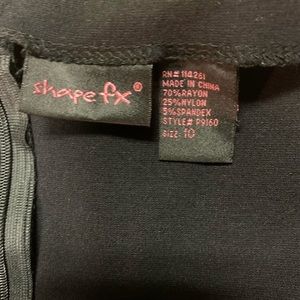 shape fx®
RN# 114261
MADE IN CHINA
70%RAYON
25%NYLON
5%SPANDEX
STYLE# P9160
SIZE: 10